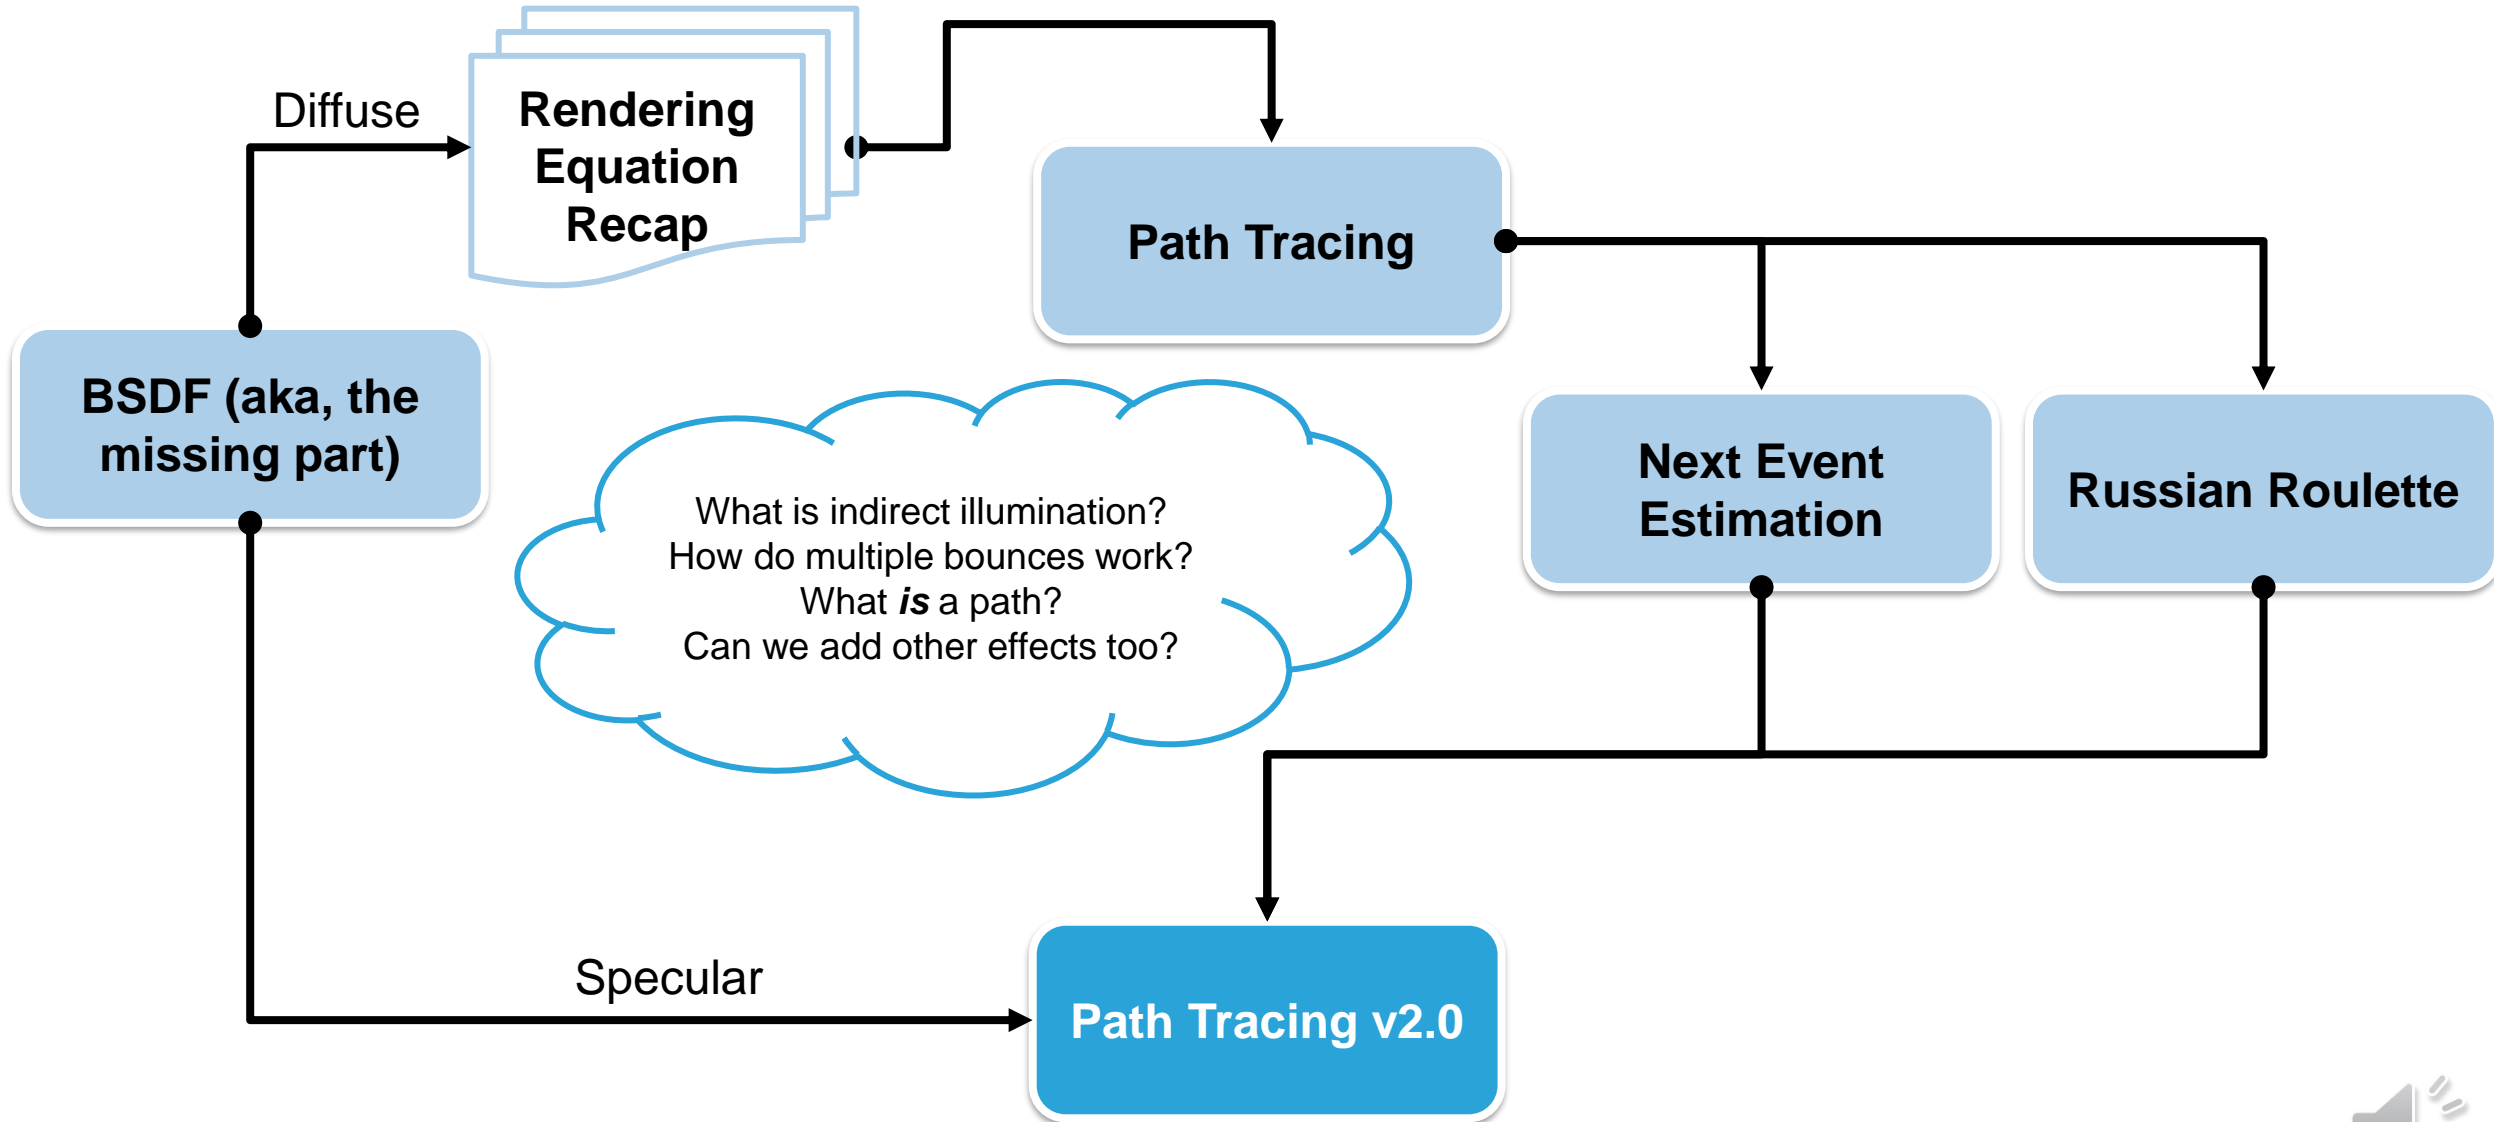 Diffuse
Rendering
Equation
Recap
Path Tracing
BSDF (aka, the
missing part)
What is indirect illumination?
How do multiple bounces work?
What is a path?
Can we add other effects too?
Next Event
Estimation
Russian Roulette
Specular
Path Tracing v2.0